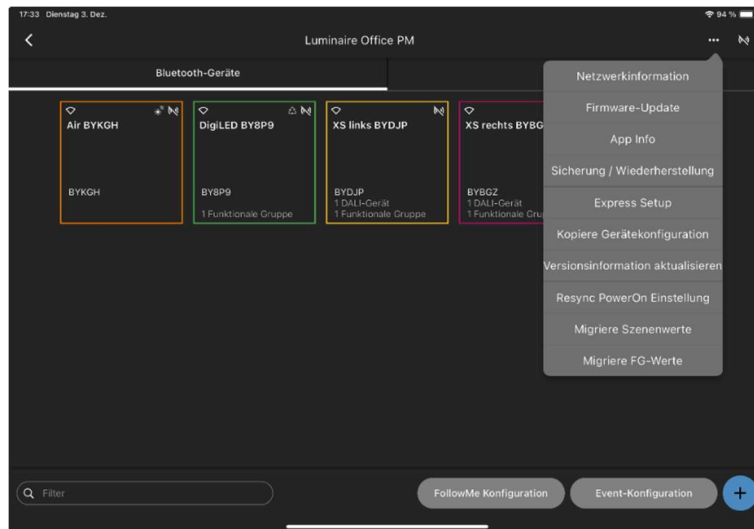 17:33 Dienstag 3. Dez.
94 %
Luminaire Office PM
Bluetooth-Geräte
Air BYKGH
BYKGH
DigiLED BY8P9
BY8P9
1 Funktionale Gruppe
XS links BYDJP
BYDJP
1 DALI-Gerät
1 Funktionale Gruppe
XS rechts BYBG
BYBGZ
1 DALI-Gerät
1 Funktionale Gru
Netzwerkinformation
Firmware-Update
App Info
Sicherung / Wiederherstellung
Express Setup
Kopiere Gerätekonfiguration
Versionsinformation aktualisieren
Resync PowerOn Einstellung
Migriere Szenenwerte
Migriere FG-Werte
Filter
FollowMe Konfiguration
Event-Konfiguration